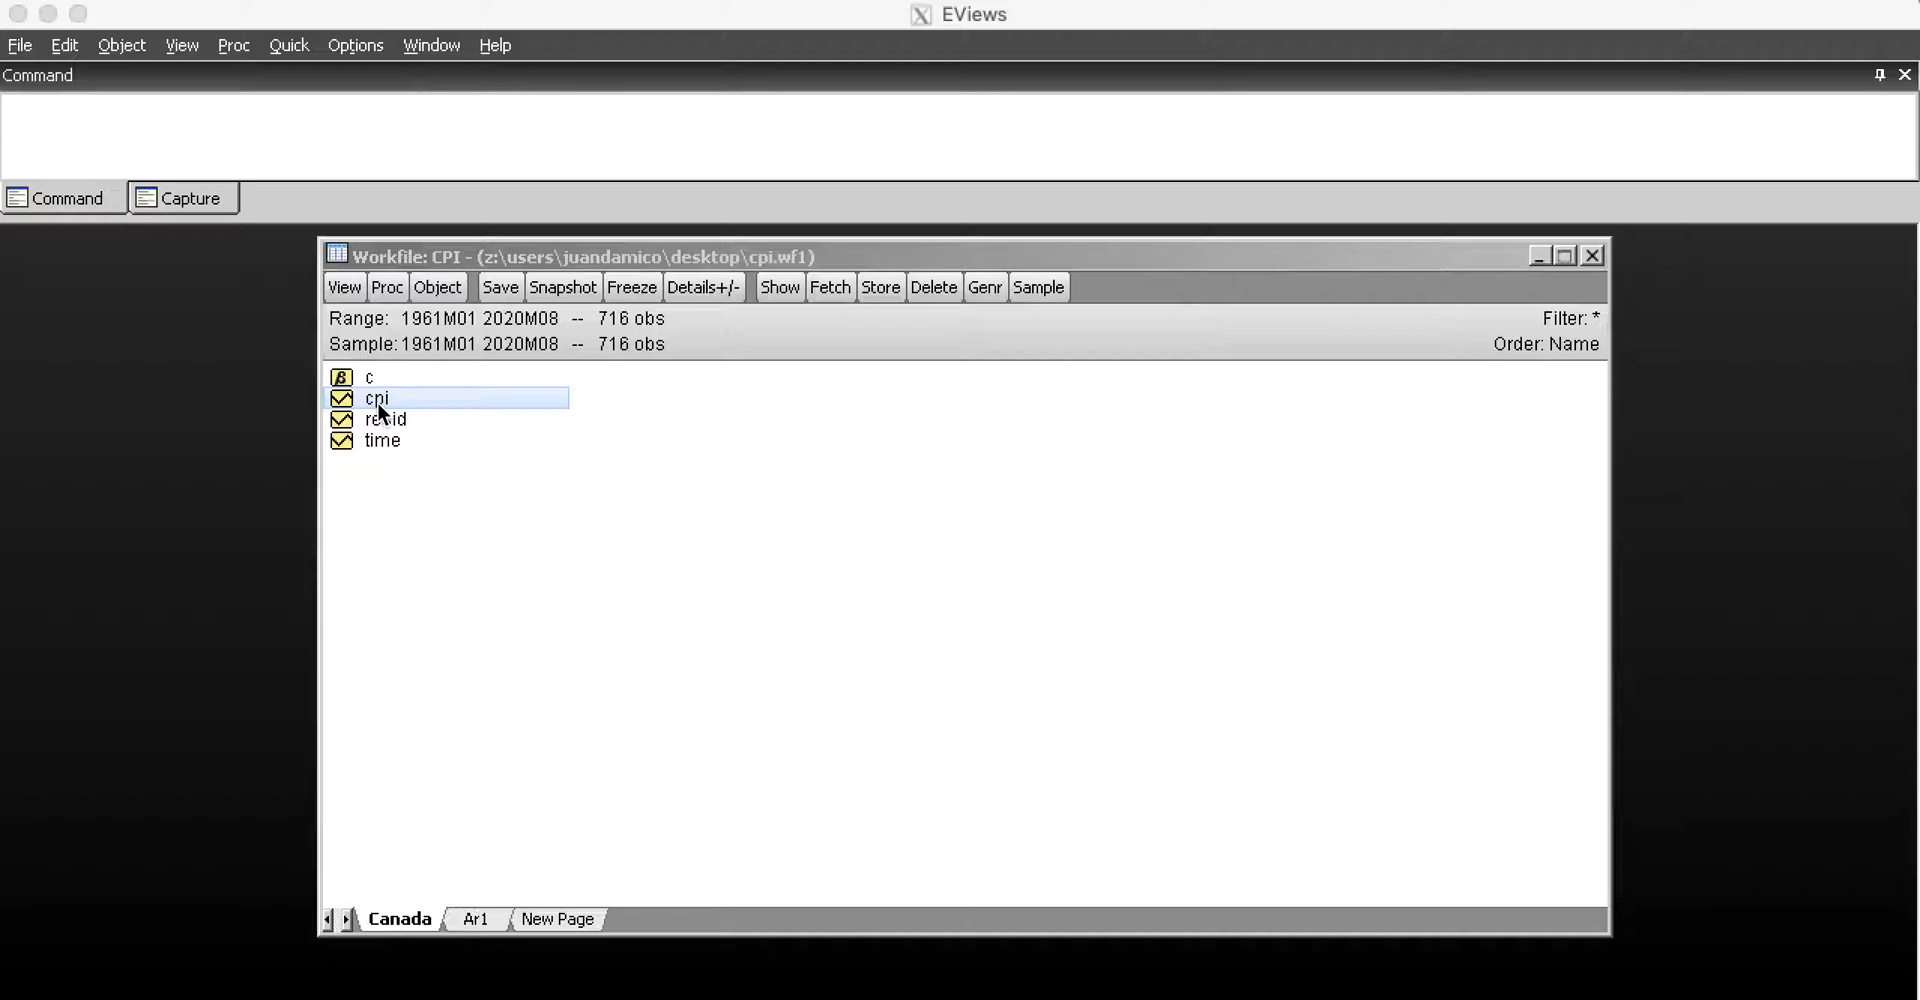 EViews
File Edit Object View Proc Quick Options Window Help
Command
Command Capture
Workfile: CPI - (z:\users\juandamico\desktop\cpi.wf1)
View Proc Object Save Snapshot Freeze Details+/- Show Fetch Store Delete Genr Sample
Range: 1961M01 2020M08 -- 716 obs Filter: *
Sample: 1961M01 2020M08 -- 716 obs Order: Name
β c
cpi
resid
time
Canada Ar1 New Page